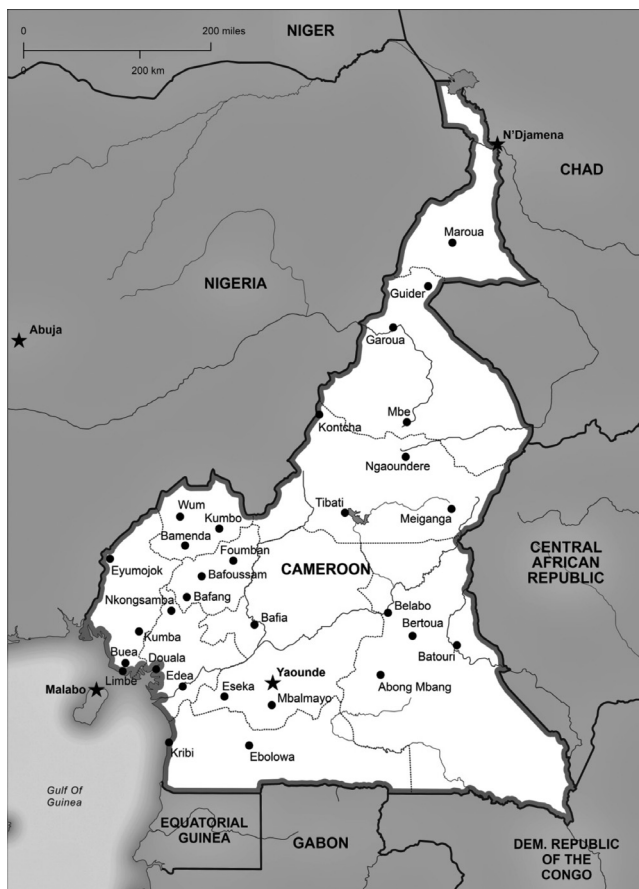 0
200 miles
0
200 km
NIGER
N'Djamena
CHAD
Maroua
NIGERIA
Guider
Abuja
Garoua
Mbe
Kontcha
Ngaoundere
Wum
Tibati
Kumbo
Meiganga
Bamenda
Foumban
CENTRAL
AFRICAN
REPUBLIC
Eyumojok
CAMEROON
Bafoussam
Nkongsamba
Bafang
Belabo
Bafia
Bertoua
Kumba
Batouri
Buea
Douala
Limbe
Yaounde
Edea
Abong Mbang
Malabo
Eseka
Mbalmayo
Kribi
Ebolowa
Gulf Of
Guinea
EQUATORIAL
GUINEA
GABON
DEM. REPUBLIC
OF THE
CONGO